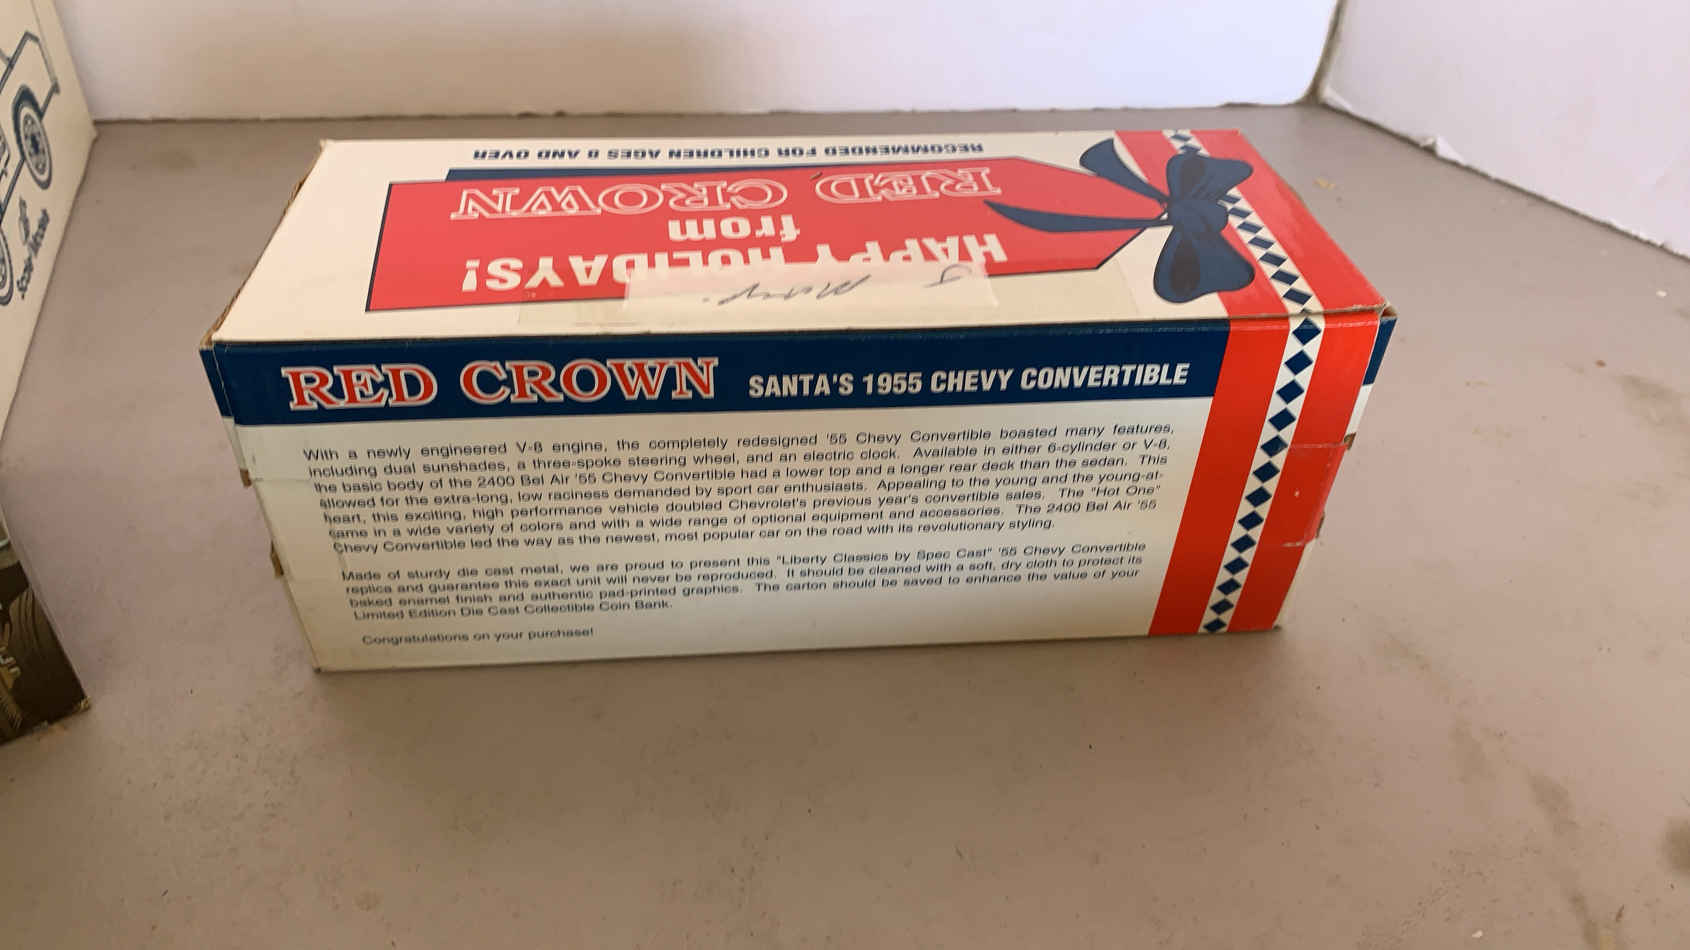 RECOMMENDED FOR CHILDREN AGES 8 AND OVER
HAPPY HOLIDAYS!
from
RED CROWN
RED CROWN SANTA'S 1955 CHEVY CONVERTIBLE
With a newly engineered V-8 engine, the completely redesigned '55 Chevy Convertible boasted many features,
including dual sunshades, a three-spoke steering wheel, and an electric clock. Available in either 6-cylinder or V-8,
the basic body of the 2400 Bel Air '55 Chevy Convertible had a lower top and a longer rear deck than the sedan. This
allowed for the extra-long, low raciness demanded by sport car enthusiasts. Appealing to the young and the young-at-
heart, this exciting, high performance vehicle doubled Chevrolet's previous year's convertible sales. The "Hot One"
came in a wide variety of colors and with a wide range of optional equipment and accessories. The 2400 Bel Air '55
Chevy Convertible led the way as the newest, most popular car on the road with its revolutionary styling.
Made of sturdy die cast metal, we are proud to present this "Liberty Classics by Spec Cast" '55 Chevy Convertible
replica and guarantee this exact unit will never be reproduced. It should be cleaned with a soft, dry cloth to protect its
baked enamel finish and authentic pad-printed graphics. The carton should be saved to enhance the value of your
Limited Edition Die Cast Collectible Coin Bank.
Congratulations on your purchase!